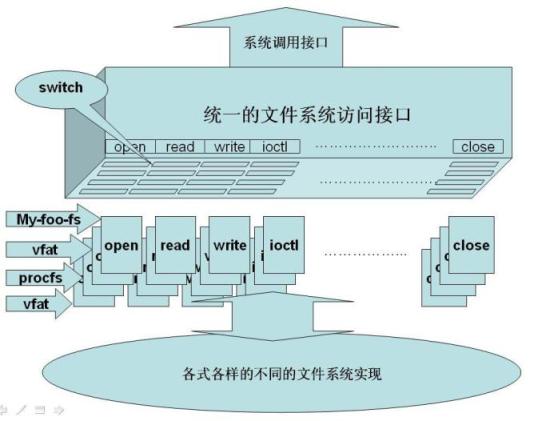 系统调用接口
switch
统一的文件系统访问接口
open read write ioctl ........................ close
My-foo-fs
open read write ioctl ........................ close
vfat
procfs
vfat
各式各样的不同的文件系统实现